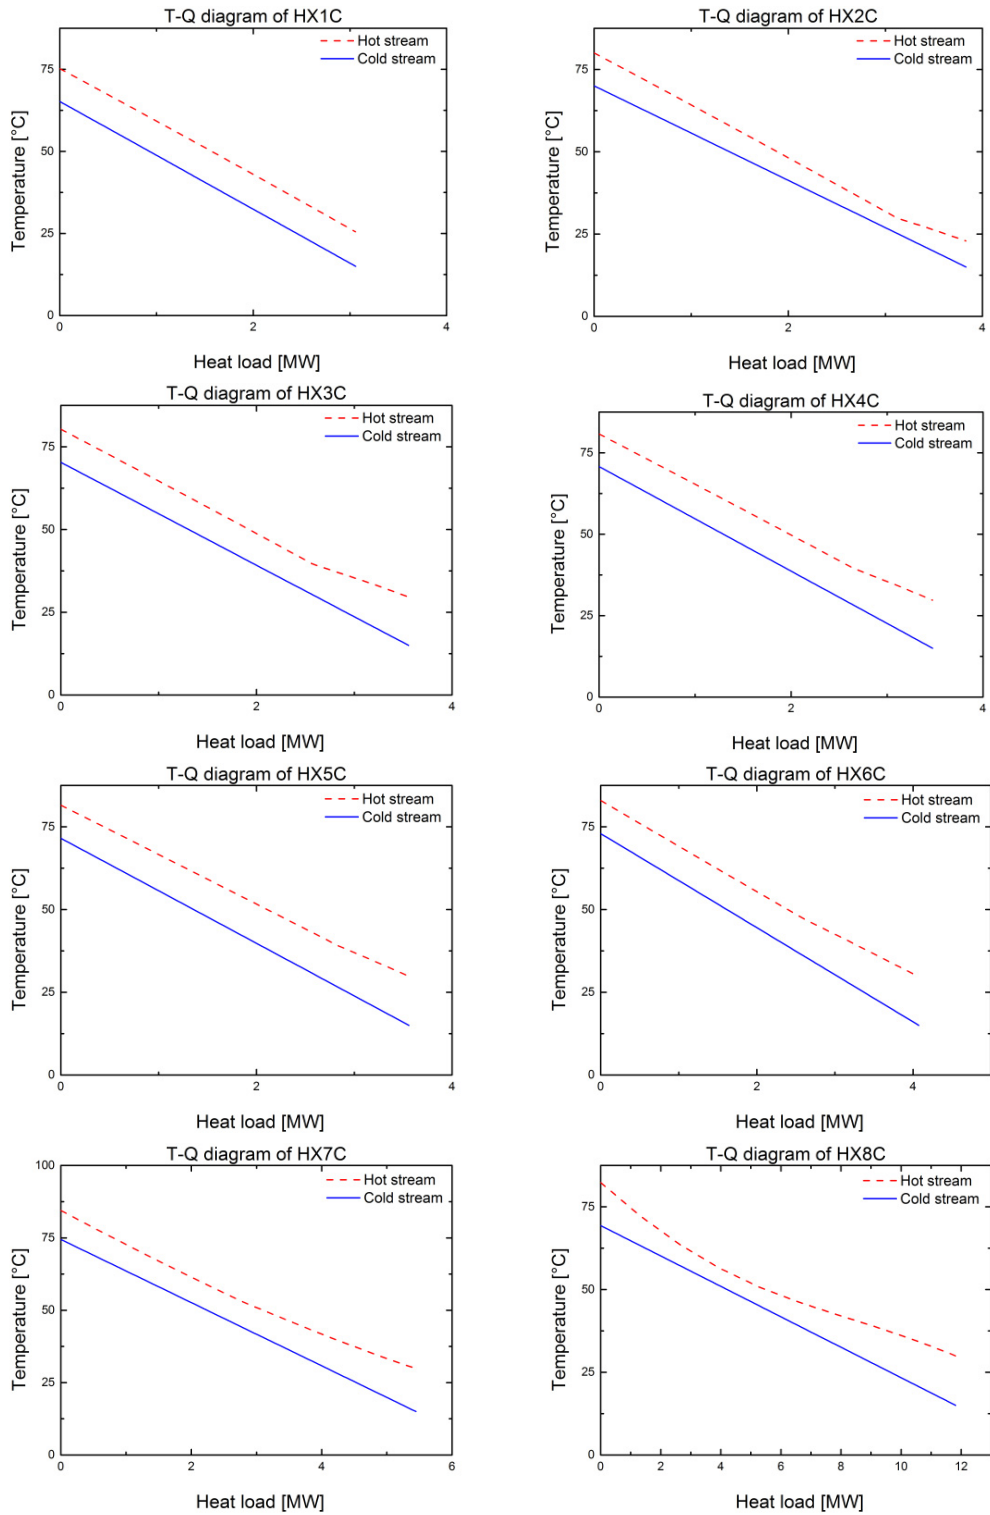 T-Q diagram of HX1C
Hot stream
Cold stream
75
50
25
0
0
2
4
Temperature [°C]
Heat load [MW]
T-Q diagram of HX2C
Hot stream
Cold stream
75
50
25
0
0
2
4
Temperature [°C]
Heat load [MW]
T-Q diagram of HX3C
Hot stream
Cold stream
75
50
25
0
0
2
4
Temperature [°C]
Heat load [MW]
T-Q diagram of HX4C
Hot stream
Cold stream
75
50
25
0
0
2
4
Temperature [°C]
Heat load [MW]
T-Q diagram of HX5C
Hot stream
Cold stream
75
50
25
0
0
2
4
Temperature [°C]
Heat load [MW]
T-Q diagram of HX6C
Hot stream
Cold stream
75
50
25
0
0
2
4
Temperature [°C]
Heat load [MW]
T-Q diagram of HX7C
Hot stream
Cold stream
100
75
50
25
0
0
2
4
6
Temperature [°C]
Heat load [MW]
T-Q diagram of HX8C
Hot stream
Cold stream
75
50
25
0
0
2
4
6
8
10
12
Temperature [°C]
Heat load [MW]